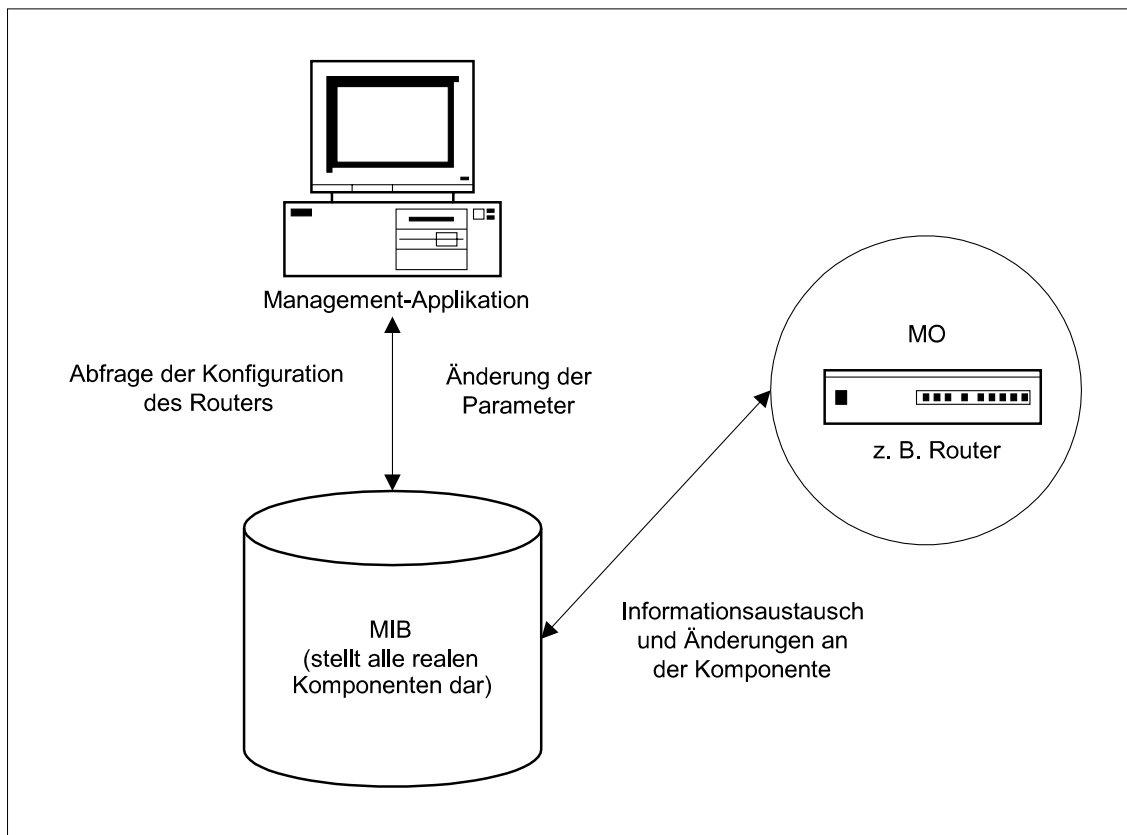 Management-Applikation
Abfrage der Konfiguration
des Routers
Änderung der
Parameter
MO
z. B. Router
MIB
(stellt alle realen
Komponenten dar)
Informationsaustausch
und Änderungen an
der Komponente